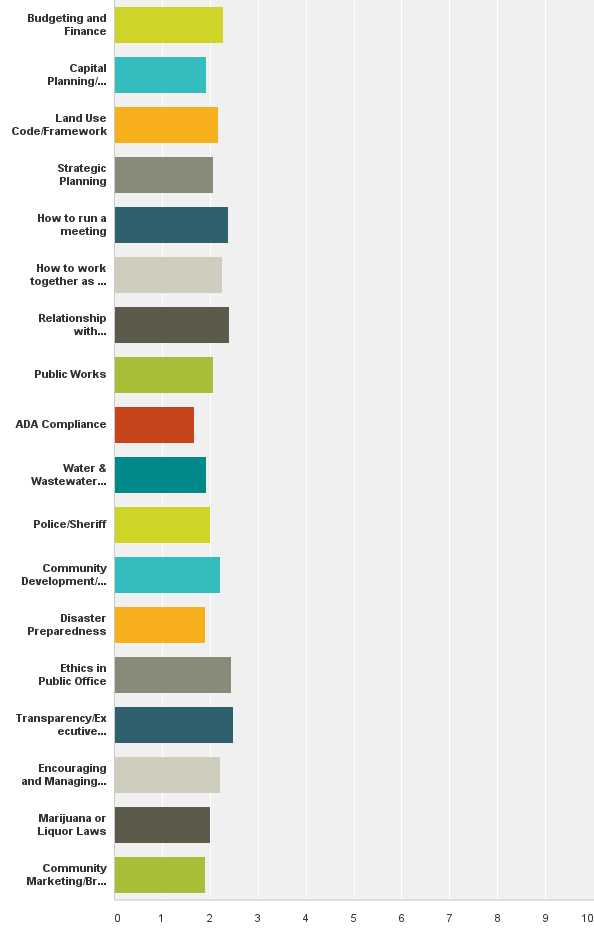 Budgeting and
Finance
Capital
Planning/...
Land Use
Code/Framework
Strategic
Planning
How to run a
meeting
How to work
together as ...
Relationship
with...
Public Works
ADA Compliance
Water &
Wastewater...
Police/Sheriff
Community
Development/...
Disaster
Preparedness
Ethics in
Public Office
Transparency/Ex
ecutive...
Encouraging
and Managing...
Marijuana or
Liquor Laws
Community
Marketing/Br...
0 1 2 3 4 5 6 7 8 9 10